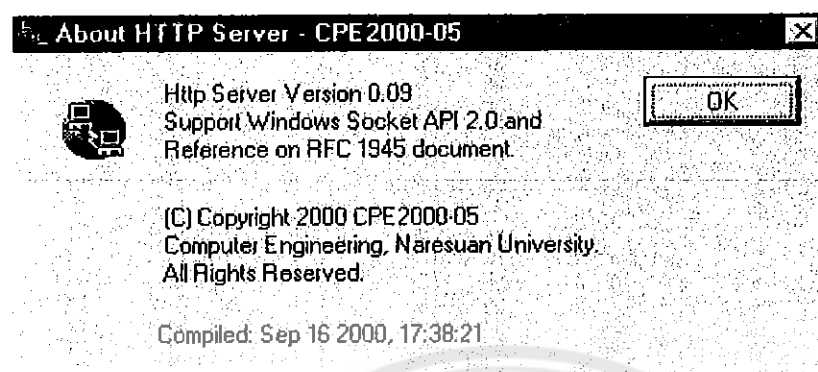 About HTTP Server - CPE2000-05
Http Server Version 0.09
Support Windows Socket API 2.0 and
Reference on RFC 1945 document.
OK
(C) Copyright 2000 CPE2000-05
Computer Engineering, Naresuan University.
All Rights Reserved.
Compiled: Sep 16 2000, 17:38:21